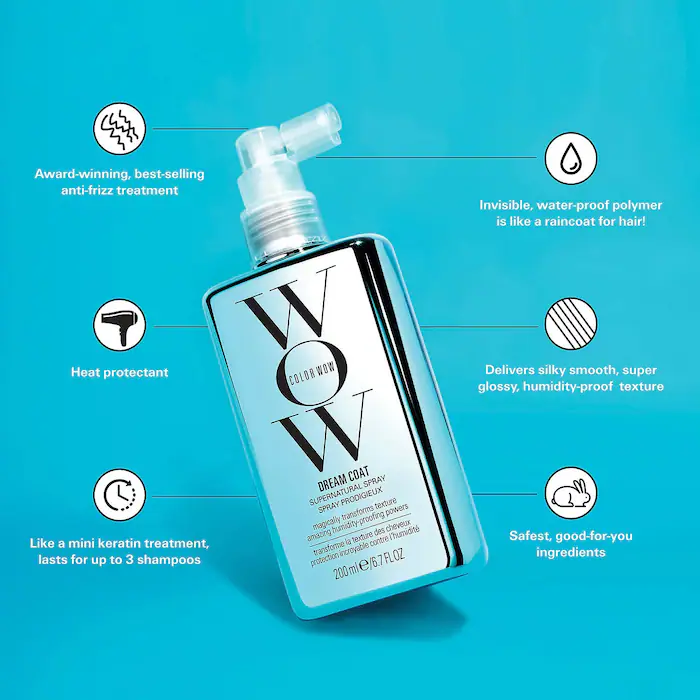 Award-winning, best-selling
anti-frizz treatment
Invisible, water-proof polymer
is like a raincoat for hair!
Heat protectant
Delivers silky smooth, super
glossy, humidity-proof texture
Like a mini keratin treatment,
lasts for up to 3 shampoos
Safest, good-for-you
ingredients
W
O
COLOR WOW
W
DREAM COAT
SUPERNATURAL SPRAY
SPRAY PRODIGIEUX
magically transforms texture
amazing humidity-proofing powers
transforme la texture des cheveux
protection incroyable contre l'humidité
200 ml e/6.7 FL OZ